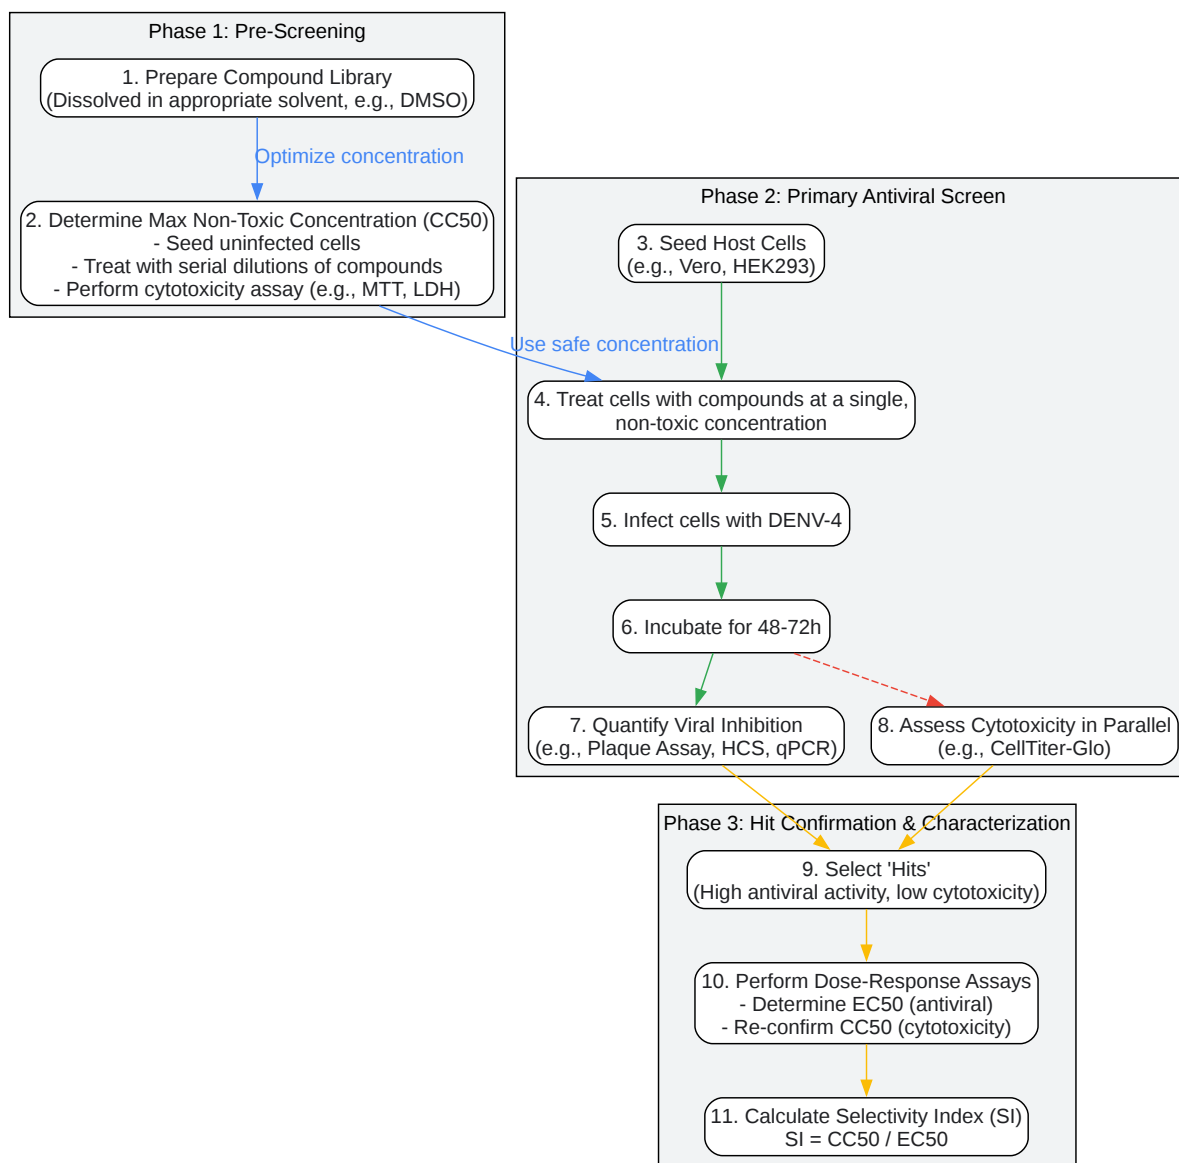 Phase 1: Pre-Screening
1. Prepare Compound Library
(Dissolved in appropriate solvent, e.g., DMSO)
Optimize concentration
2. Determine Max Non-Toxic Concentration (CC50)
- Seed uninfected cells
- Treat with serial dilutions of compounds
- Perform cytotoxicity assay (e.g., MTT, LDH)
Phase 2: Primary Antiviral Screen
3. Seed Host Cells
(e.g., Vero, HEK293)
Use safe concentration
4. Treat cells with compounds at a single,
non-toxic concentration
5. Infect cells with DENV-4
6. Incubate for 48-72h
7. Quantify Viral Inhibition
(e.g., Plaque Assay, HCS, qPCR)
8. Assess Cytotoxicity in Parallel
(e.g., CellTiter-Glo)
Phase 3: Hit Confirmation & Characterization
9. Select 'Hits'
(High antiviral activity, low cytotoxicity)
10. Perform Dose-Response Assays
- Determine EC50 (antiviral)
- Re-confirm CC50 (cytotoxicity)
11. Calculate Selectivity Index (SI)
SI = CC50 / EC50